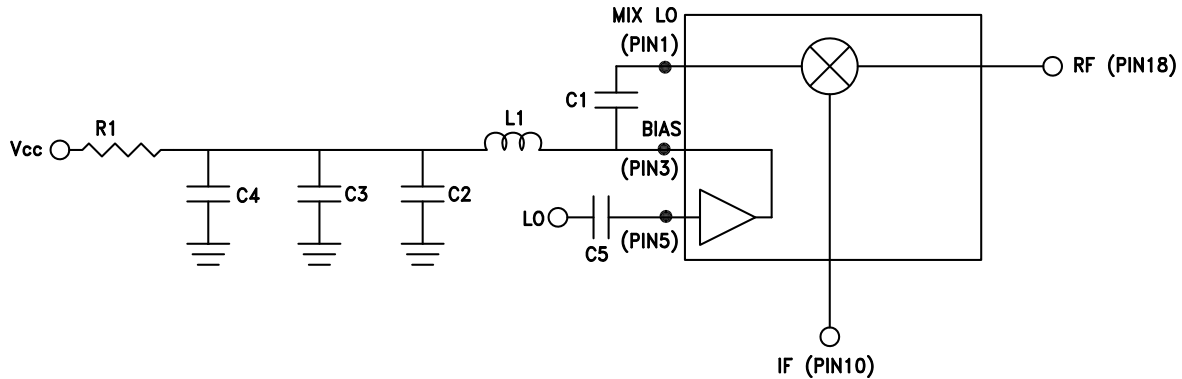 MIX LO
(PIN1)
RF (PIN18)
C1
L1
R1
BIAS
Vcc
(PIN3)
C4
C3
C2
LO
C5
(PIN5)
IF (PIN10)